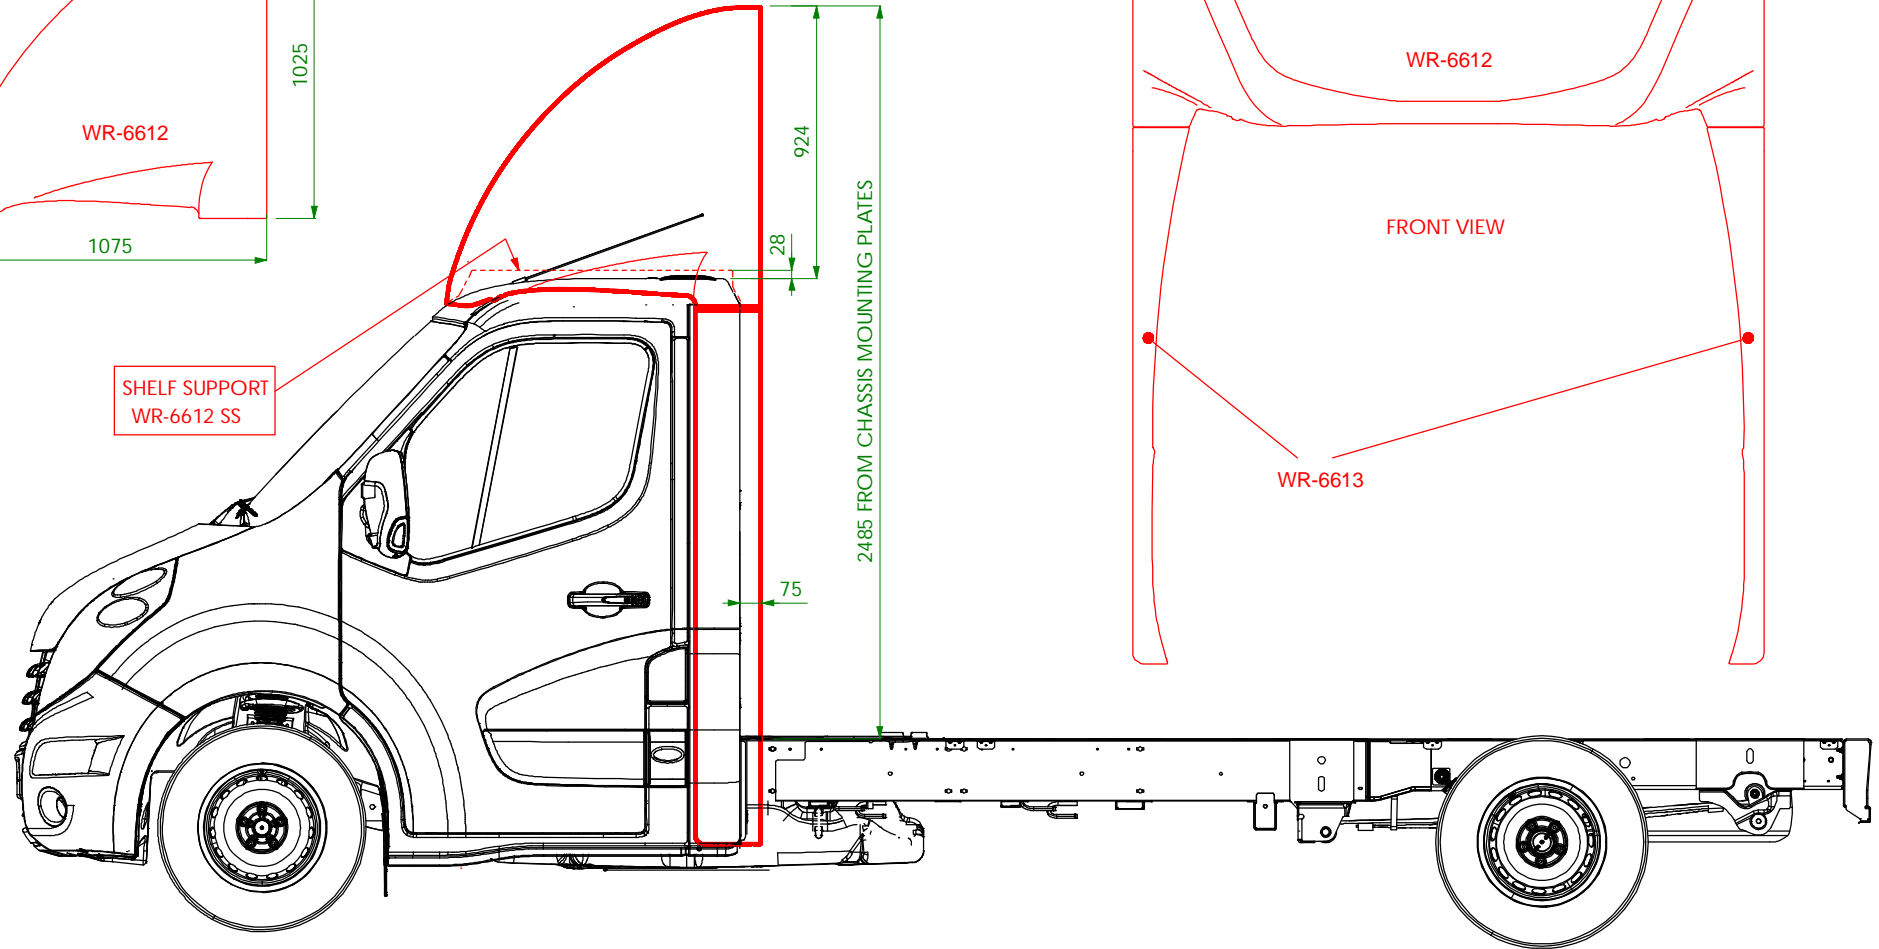 1025
WR-6612
1075
924
28
2485 FROM CHASSIS MOUNTING PLATES
75
SHELF SUPPORT
WR-6612 SS
WR-6612
FRONT VIEW
WR-6613